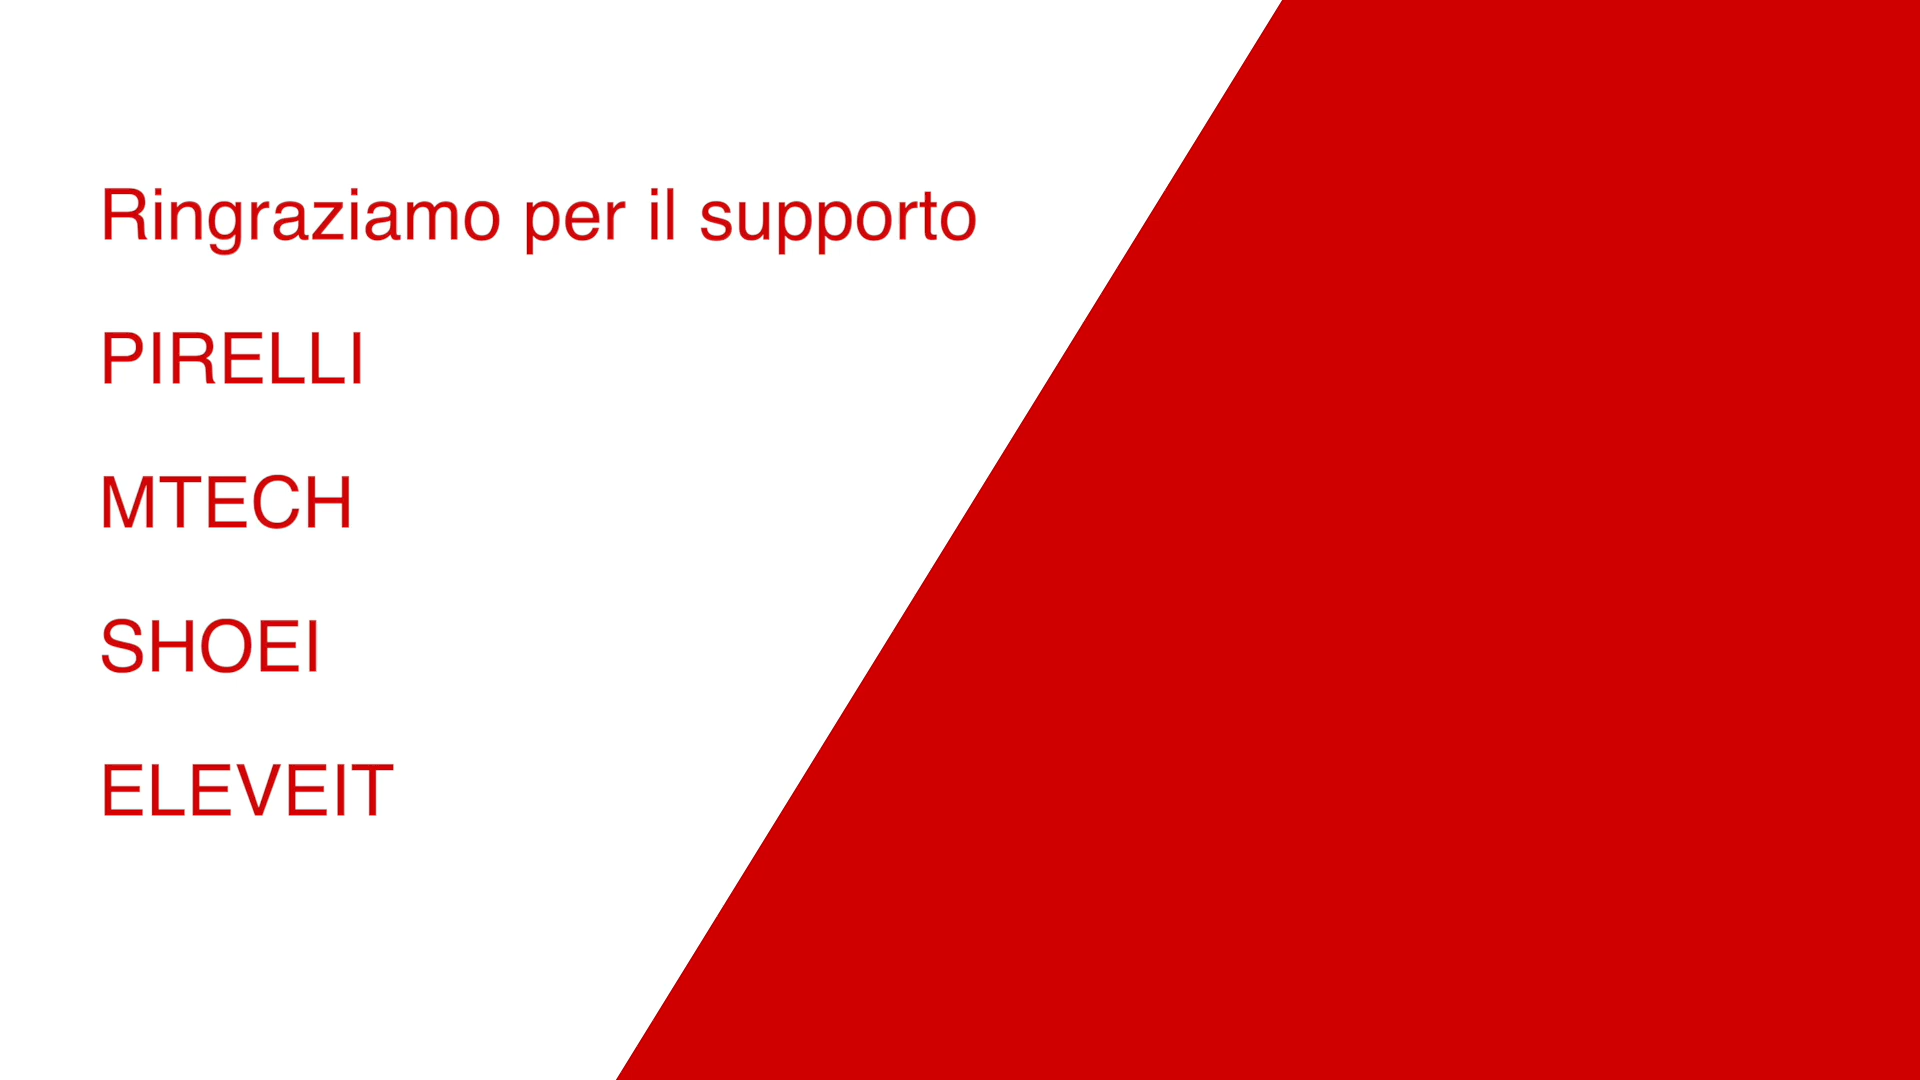 Ringraziamo per il supporto
PIRELLI
MTECH
SHOEI
ELEVEIT